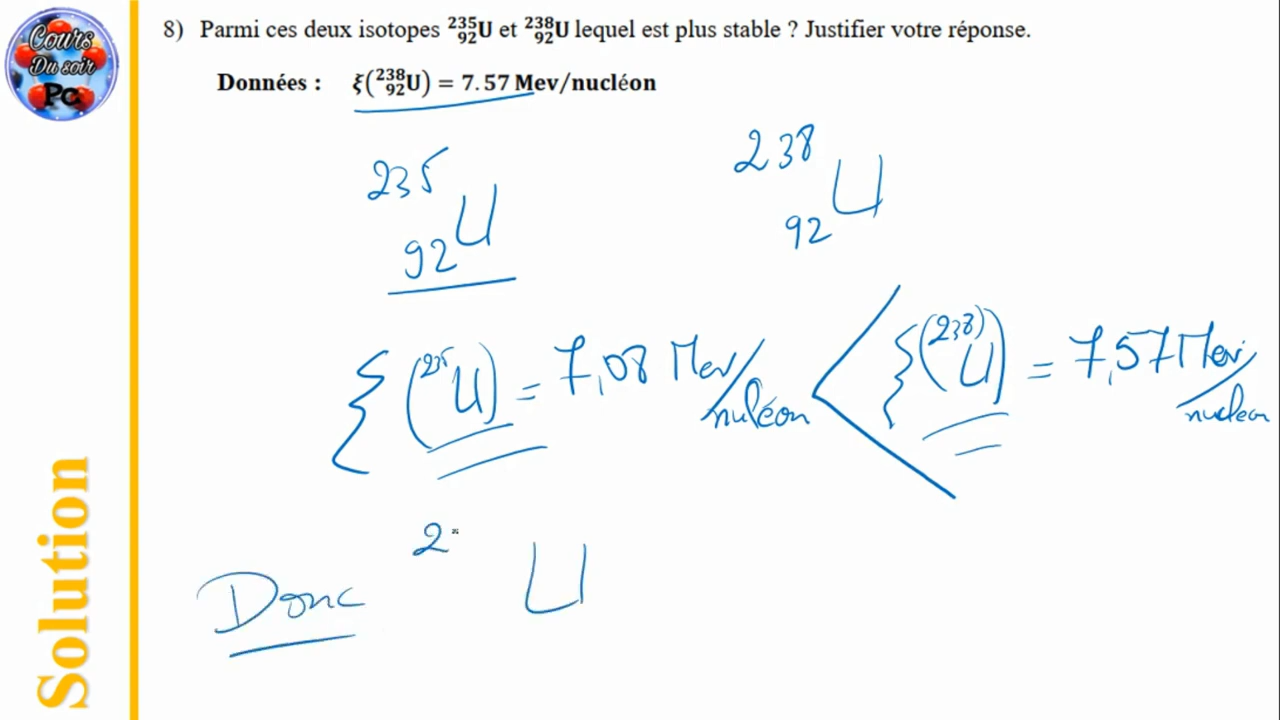 Cours
Du soir
PC
Solution
8) Parmi ces deux isotopes ²³⁵₉₂U et ²³⁸₉₂U lequel est plus stable ? Justifier votre réponse.
Données : ξ(²³⁸₉₂U) = 7.57 Mev/nucléon
²³⁵₉₂U
²³⁸₉₂U
ξ(²³⁵U) = 7,08 Mev/nuléon < ξ(²³⁸U) = 7,57 Mev/nucléon
Donc ²U